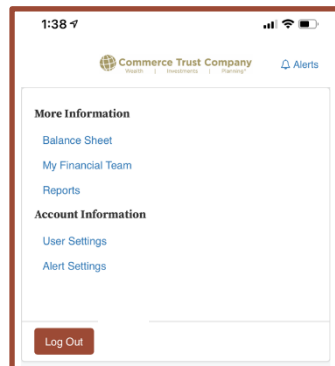 1:38
Commerce Trust Company
Wealth | Investments | Planning®
Alerts
More Information
Balance Sheet
My Financial Team
Reports
Account Information
User Settings
Alert Settings
Log Out